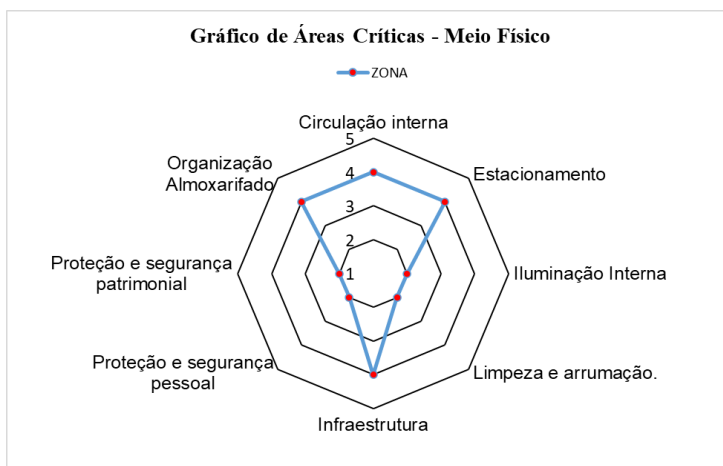 Gráfico de Áreas Críticas - Meio Físico
ZONA
Circulação interna
5
4
3
2
1
Estacionamento
Iluminação Interna
Limpeza e arrumação.
Infraestrutura
Proteção e segurança
pessoal
Proteção e segurança
patrimonial
Organização
Almoxarifado